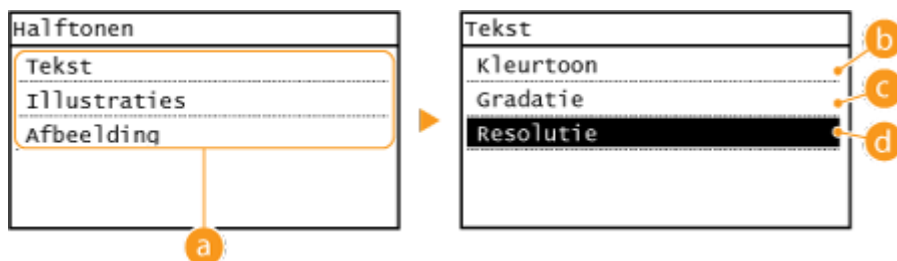 Halftonen
Tekst
Illustraties
Afbeelding
a
Tekst
Kleurtoon
Gradatie
Resolutie
b
c
d